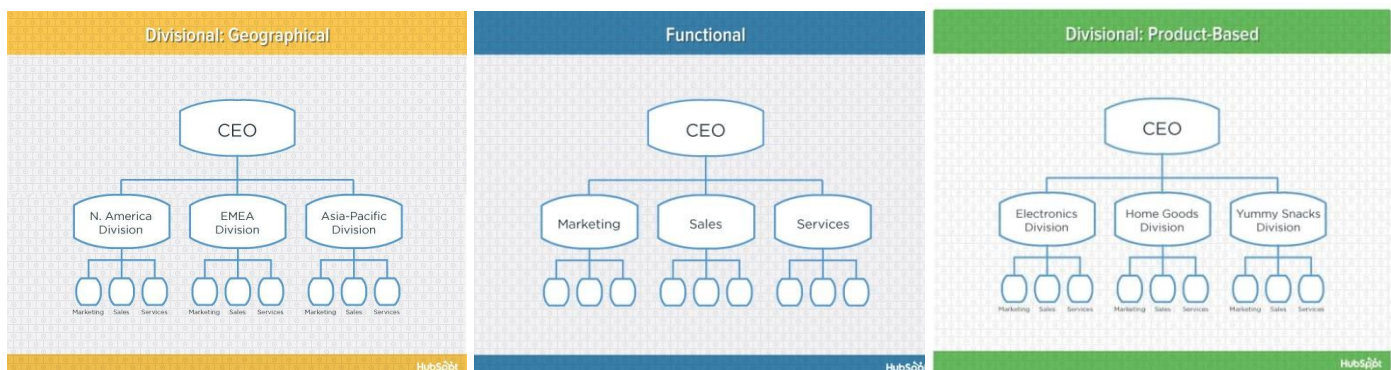 Divisional: Geographical
CEO
N. America
Division
EMEA
Division
Asia-Pacific
Division
Marketing Sales Services
Marketing Sales Services
Marketing Sales Services
HubSpot
Functional
CEO
Marketing
Sales
Services
HubSpot
Divisional: Product-Based
CEO
Electronics
Division
Home Goods
Division
Yummy Snacks
Division
Marketing Sales Services
Marketing Sales Services
Marketing Sales Services
HubSpot